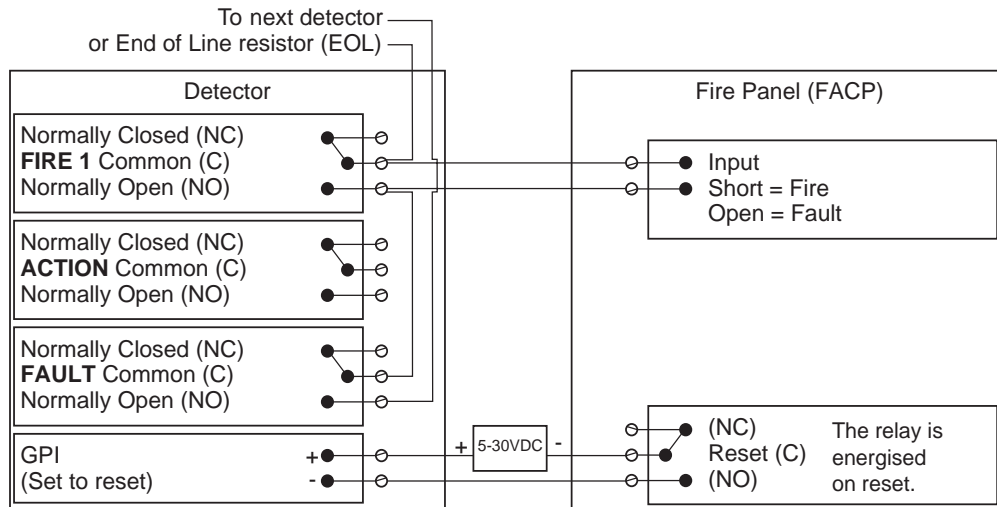 To next detector
or End of Line resistor (EOL)
Detector
Normally Closed (NC)
FIRE 1 Common (C)
Normally Open (NO)
Normally Closed (NC)
ACTION Common (C)
Normally Open (NO)
Normally Closed (NC)
FAULT Common (C)
Normally Open (NO)
GPI +
(Set to reset) -
+ 5-30VDC -
Fire Panel (FACP)
Input
Short = Fire
Open = Fault
(NC)
Reset (C)
(NO)
The relay is
energised
on reset.